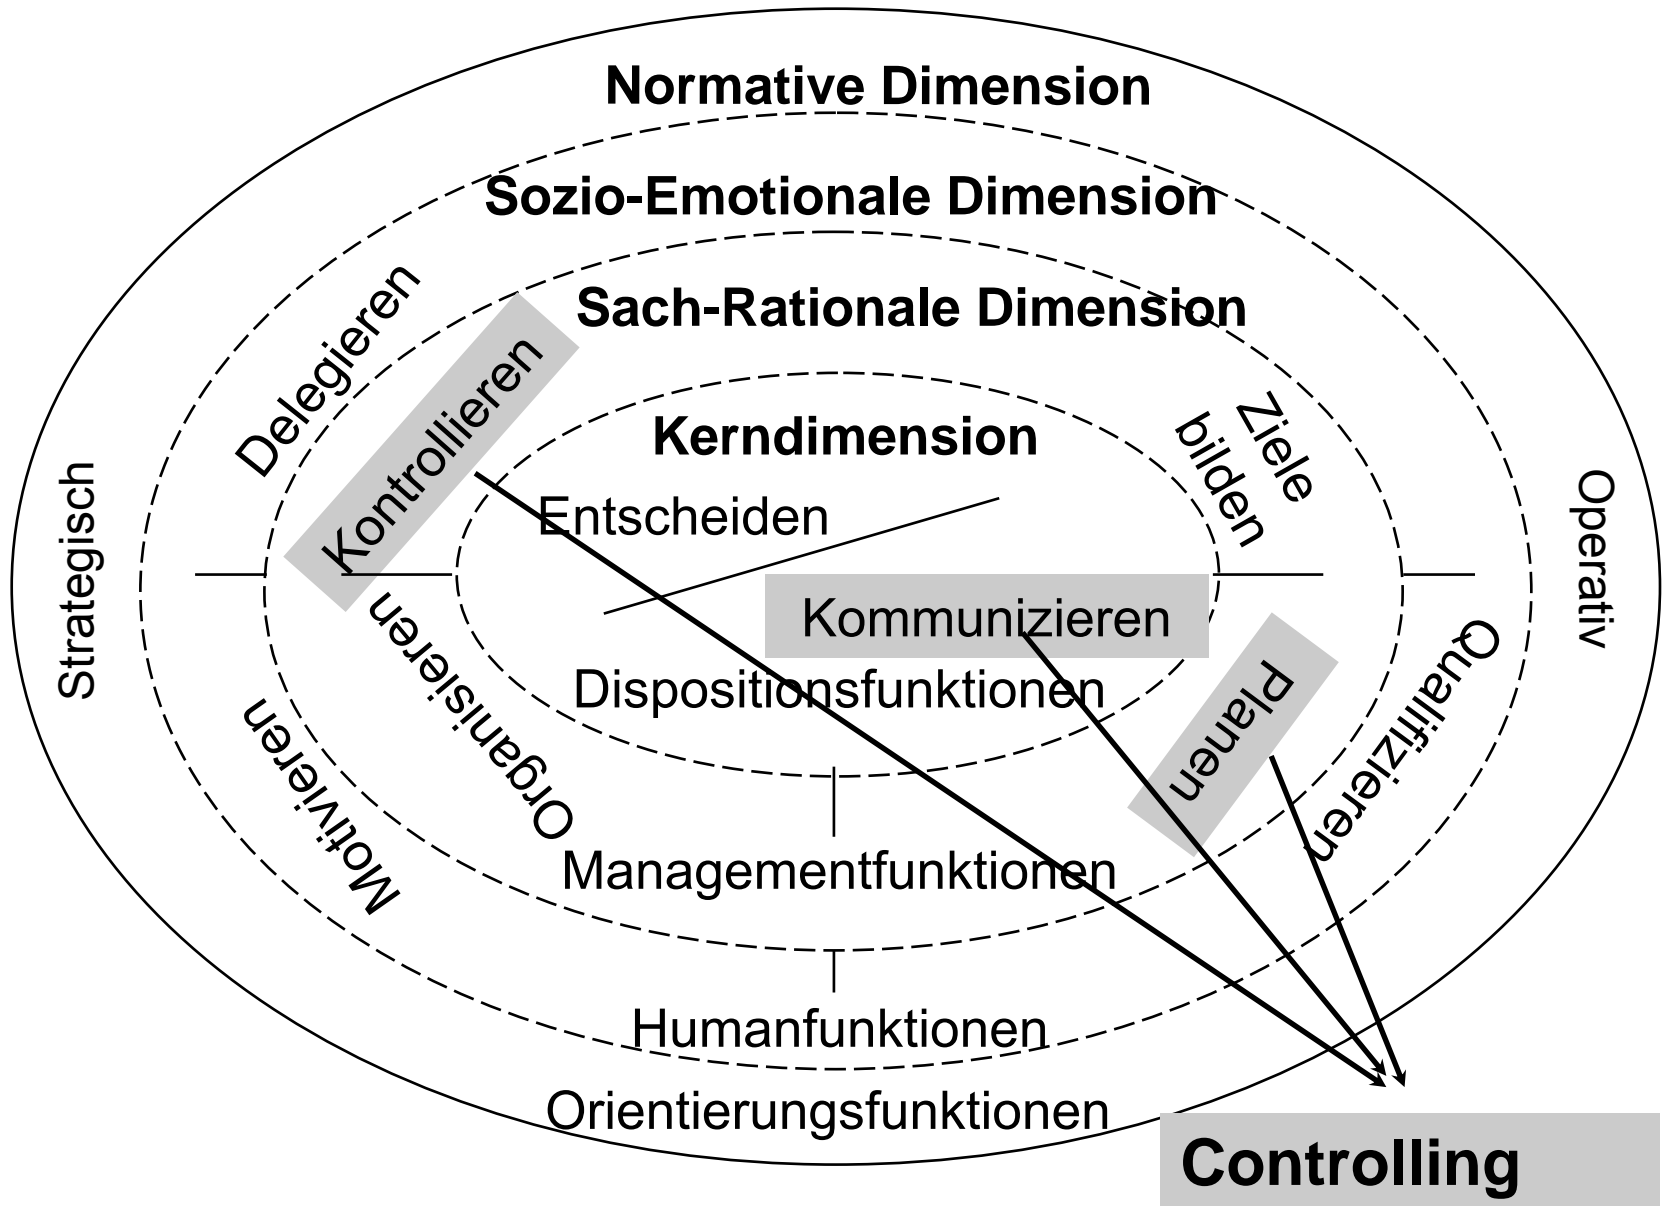 Normative Dimension
Sozio-Emotionale Dimension
Sach-Rationale Dimension
Delegieren
Kontrollieren
Kerndimension
Ziele
bilden
Entscheiden
Strategisch
Operativ
Kommunizieren
Organisieren
Dispositionsfunktionen
Planen
Qualifizieren
Motivieren
Managementfunktionen
Humanfunktionen
Orientierungsfunktionen
Controlling